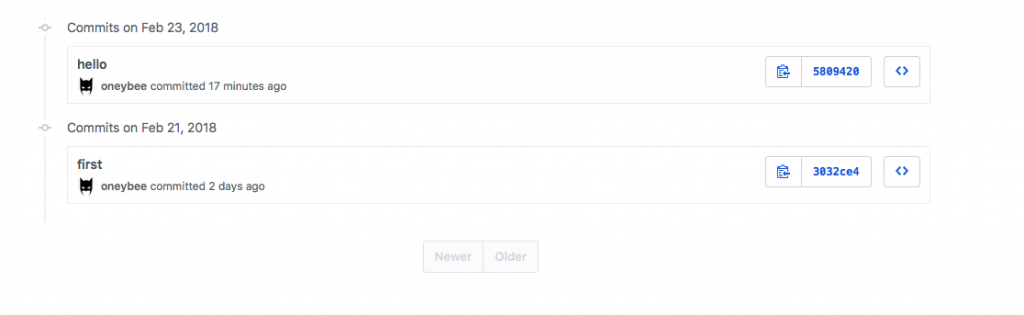 Commits on Feb 23, 2018
hello
oneybee committed 17 minutes ago
5809420
Commits on Feb 21, 2018
first
oneybee committed 2 days ago
3032ce4
Newer Older